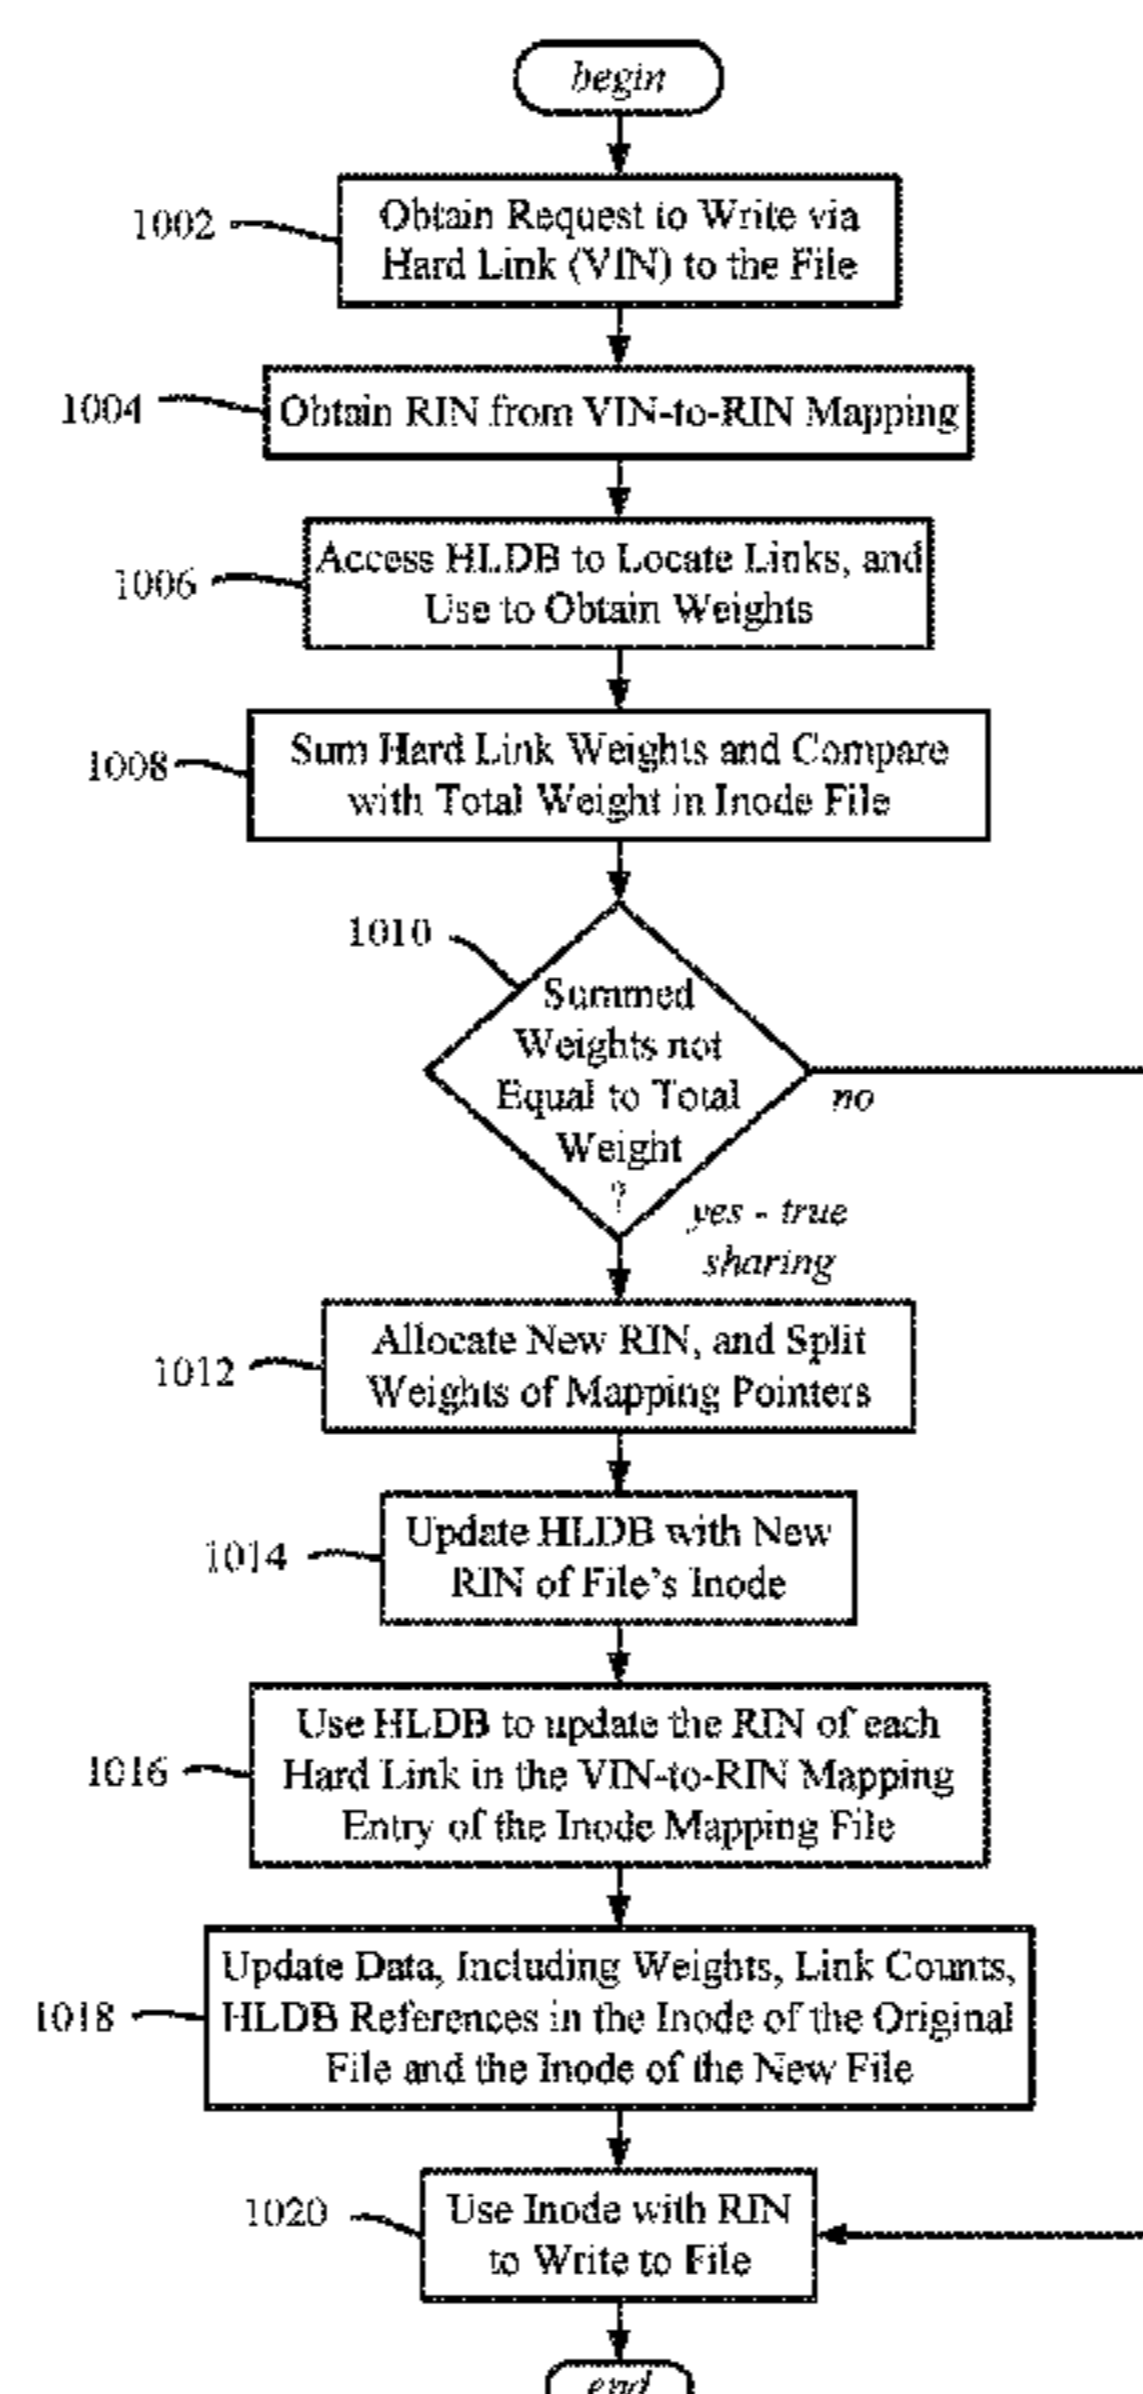 begin
1002
Obtain Request to Write via
Hard Link (VIN) to the File
1004
Obtain RIN from VIN-to-RIN Mapping
1006
Access HLDB to Locate Links, and
Use to Obtain Weights
1008
Sum Hard Link Weights and Compare
with Total Weight in Inode File
1010
Summed
Weights not
Equal to Total
Weight
?
no
yes - true
sharing
1012
Allocate New RIN, and Split
Weights of Mapping Pointers
1014
Update HLDB with New
RIN of File's Inode
1016
Use HLDB to update the RIN of each
Hard Link in the VIN-to-RIN Mapping
Entry of the Inode Mapping File
1018
Update Data, Including Weights, Link Counts,
HLDB References in the Inode of the Original
File and the Inode of the New File
1020
Use Inode with RIN
to Write to File
end